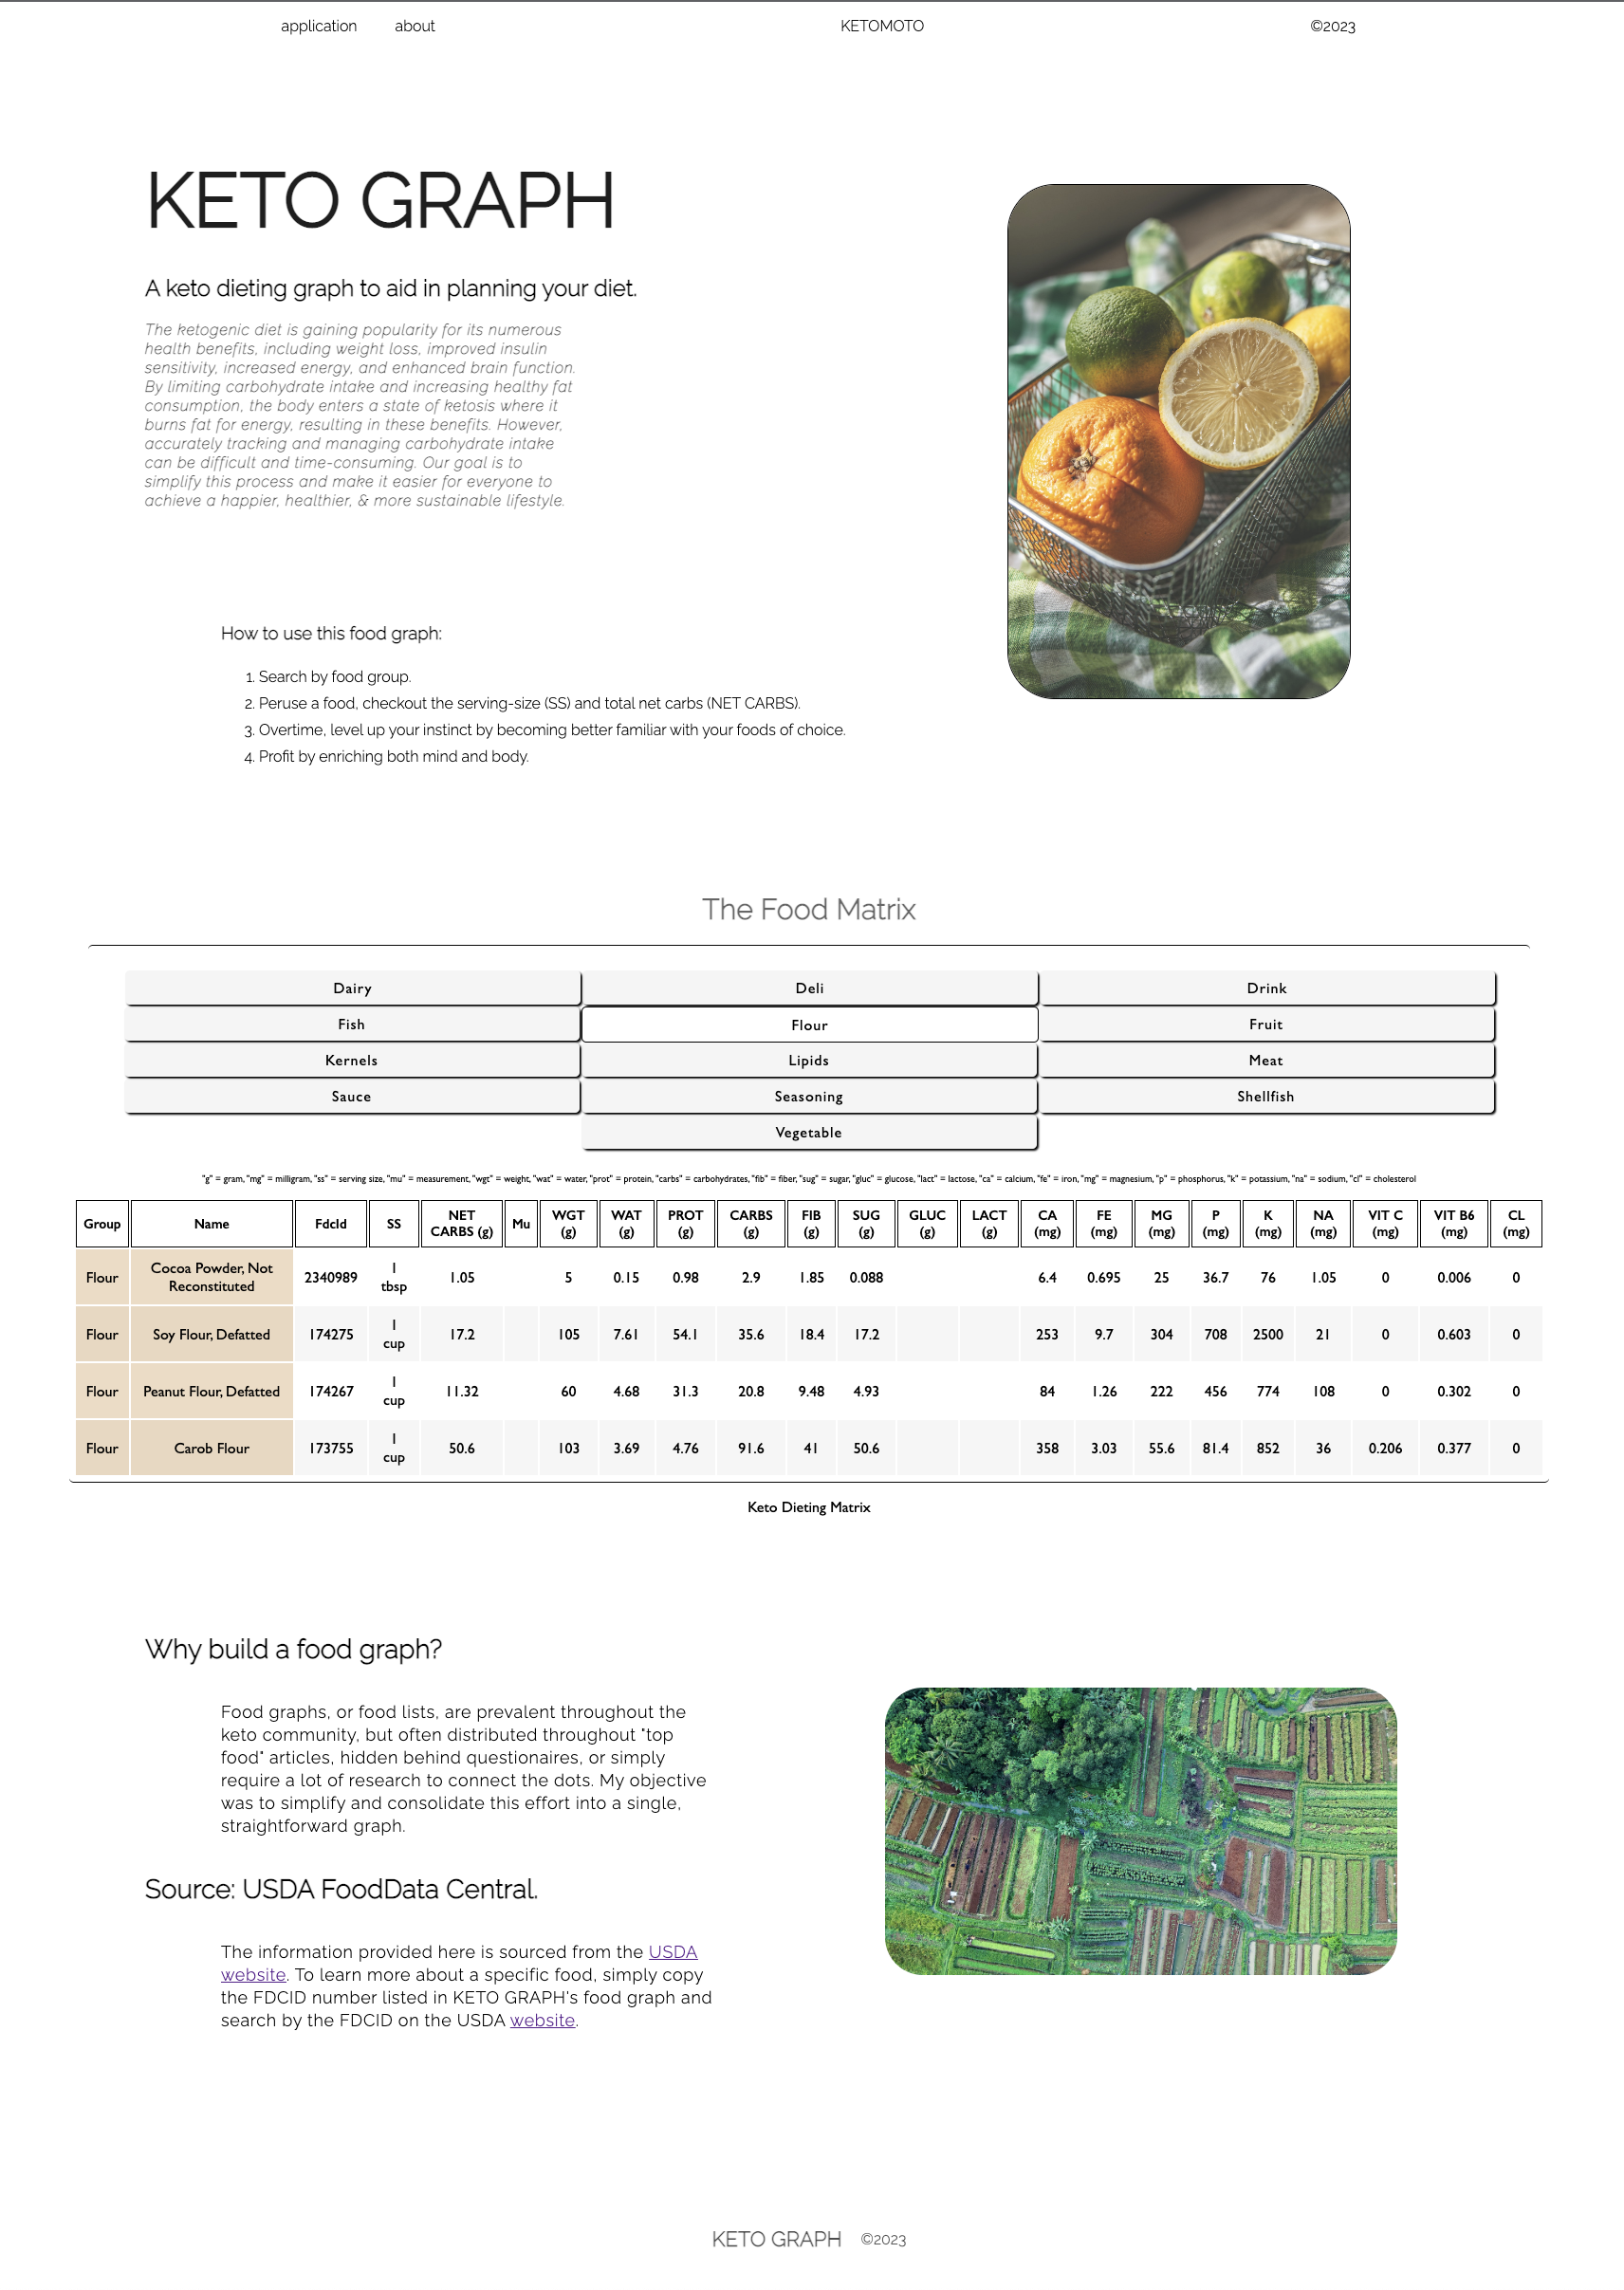 application about KETOMOTO ©2023
KETO GRAPH
A keto dieting graph to aid in planning your diet.
The ketogenic diet is gaining popularity for its numerous
health benefits, including weight loss, improved insulin
sensitivity, increased energy, and enhanced brain function.
By limiting carbohydrate intake and increasing healthy fat
consumption, the body enters a state of ketosis where it
burns fat for energy, resulting in these benefits. However,
accurately tracking and managing carbohydrate intake
can be difficult and time-consuming. Our goal is to
simplify this process and make it easier for everyone to
achieve a happier, healthier, & more sustainable lifestyle.
How to use this food graph:
1. Search by food group.
2. Peruse a food, checkout the serving-size (SS) and total net carbs (NET CARBS).
3. Overtime, level up your instinct by becoming better familiar with your foods of choice.
4. Profit by enriching both mind and body.
The Food Matrix
Dairy Deli Drink
Fish Flour Fruit
Kernels Lipids Meat
Sauce Seasoning Shellfish
Vegetable
"g" = gram, "mg" = milligram, "ss" = serving size, "mu" = measurement, "wgt" = weight, "wat" = water, "prot" = protein, "carbs" = carbohydrates, "fib" = fiber, "sug" = sugar, "gluc" = glucose, "lact" = lactose, "ca" = calcium, "fe" = iron, "mg" = magnesium, "p" = phosphorus, "k" = potassium, "na" = sodium, "cl" = cholesterol
Group Name FdcId SS NET CARBS (g) Mu WGT (g) WAT (g) PROT (g) CARBS (g) FIB (g) SUG (g) GLUC (g) LACT (g) CA (mg) FE (mg) MG (mg) P (mg) K (mg) NA (mg) VIT C (mg) VIT B6 (mg) CL (mg)
Flour Cocoa Powder, Not Reconstituted 2340989 1 tbsp 1.05 5 0.15 0.98 2.9 1.85 0.088 6.4 0.695 25 36.7 76 1.05 0 0.006 0
Flour Soy Flour, Defatted 174275 1 cup 17.2 105 7.61 54.1 35.6 18.4 17.2 253 9.7 304 708 2500 21 0 0.603 0
Flour Peanut Flour, Defatted 174267 1 cup 11.32 60 4.68 31.3 20.8 9.48 4.93 84 1.26 222 456 774 108 0 0.302 0
Flour Carob Flour 173755 1 cup 50.6 103 3.69 4.76 91.6 41 50.6 358 3.03 55.6 81.4 852 36 0.206 0.377 0
Keto Dieting Matrix
Why build a food graph?
Food graphs, or food lists, are prevalent throughout the
keto community, but often distributed throughout "top
food" articles, hidden behind questionaires, or simply
require a lot of research to connect the dots. My objective
was to simplify and consolidate this effort into a single,
straightforward graph.
Source: USDA FoodData Central.
The information provided here is sourced from the USDA
website. To learn more about a specific food, simply copy
the FDCID number listed in KETO GRAPH's food graph and
search by the FDCID on the USDA website.
KETO GRAPH ©2023